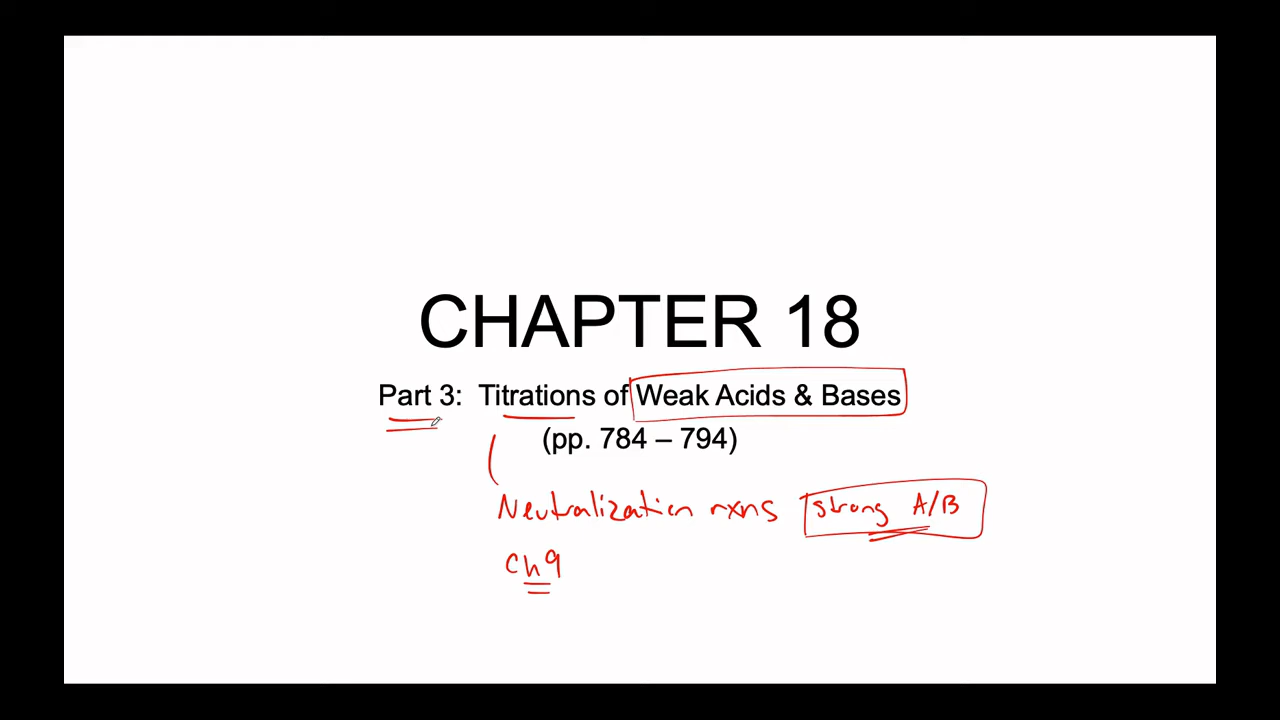 CHAPTER 18
Part 3: Titrations of Weak Acids & Bases
(pp. 784 – 794)
Neutralization rxns strong A/B
Ch9